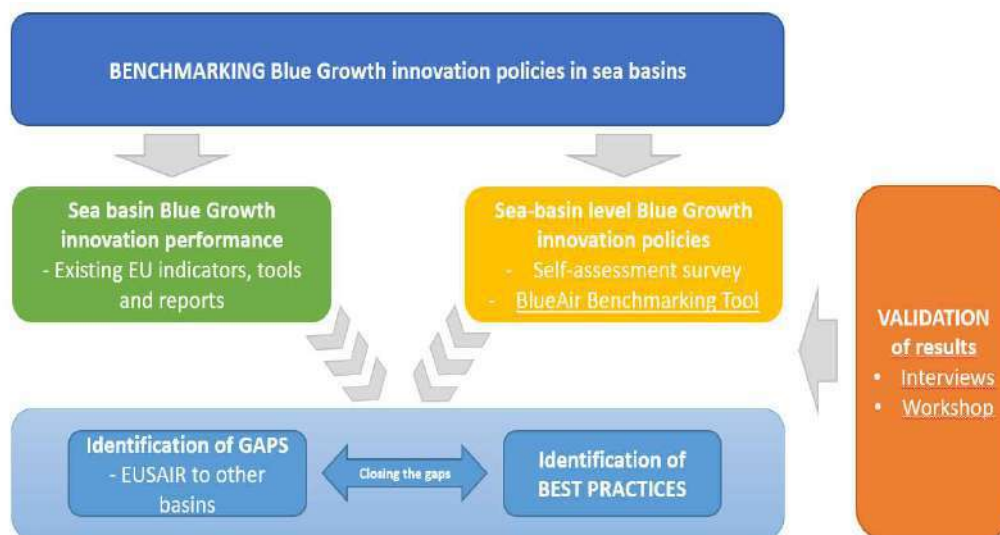 BENCHMARKING Blue Growth innovation policies in sea basins
Sea basin Blue Growth
innovation performance
- Existing EU indicators, tools
and reports
Sea-basin level Blue Growth
innovation policies
- Self-assessment survey
- BlueAir Benchmarking Tool
VALIDATION
of results
• Interviews
• Workshop
Identification of GAPS
- EUSAIR to other
basins
Closing the gaps
Identification of
BEST PRACTICES